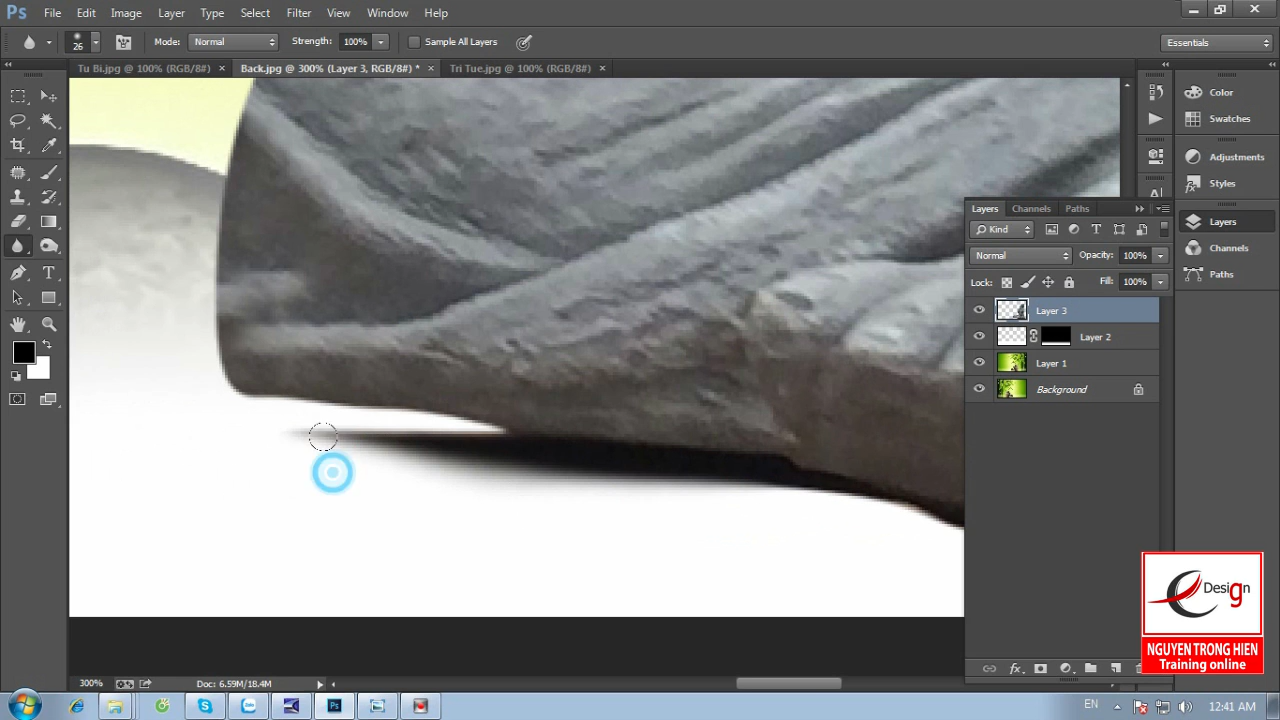 Ps File Edit Image Layer Type Select Filter 3D View Window Help
26 Mode: Normal Strength: 100% Sample All Layers Essentials
Tu Bi.jpg @ 100% (RGB/8#) × Back.jpg @ 300% (Layer 3, RGB/8#) * × Tri Tue.jpg @ 100% (RGB/8#) ×
Color
Swatches
Adjustments
Styles
Layers
Channels
Paths
Layers Channels Paths
Kind
Normal Opacity: 100%
Lock: Fill: 100%
Layer 3
Layer 2
Layer 1
Background
Design
NGUYEN TRONG HIEN
Training online
fx
300% Doc: 6.59M/18.4M
EN 12:41 AM